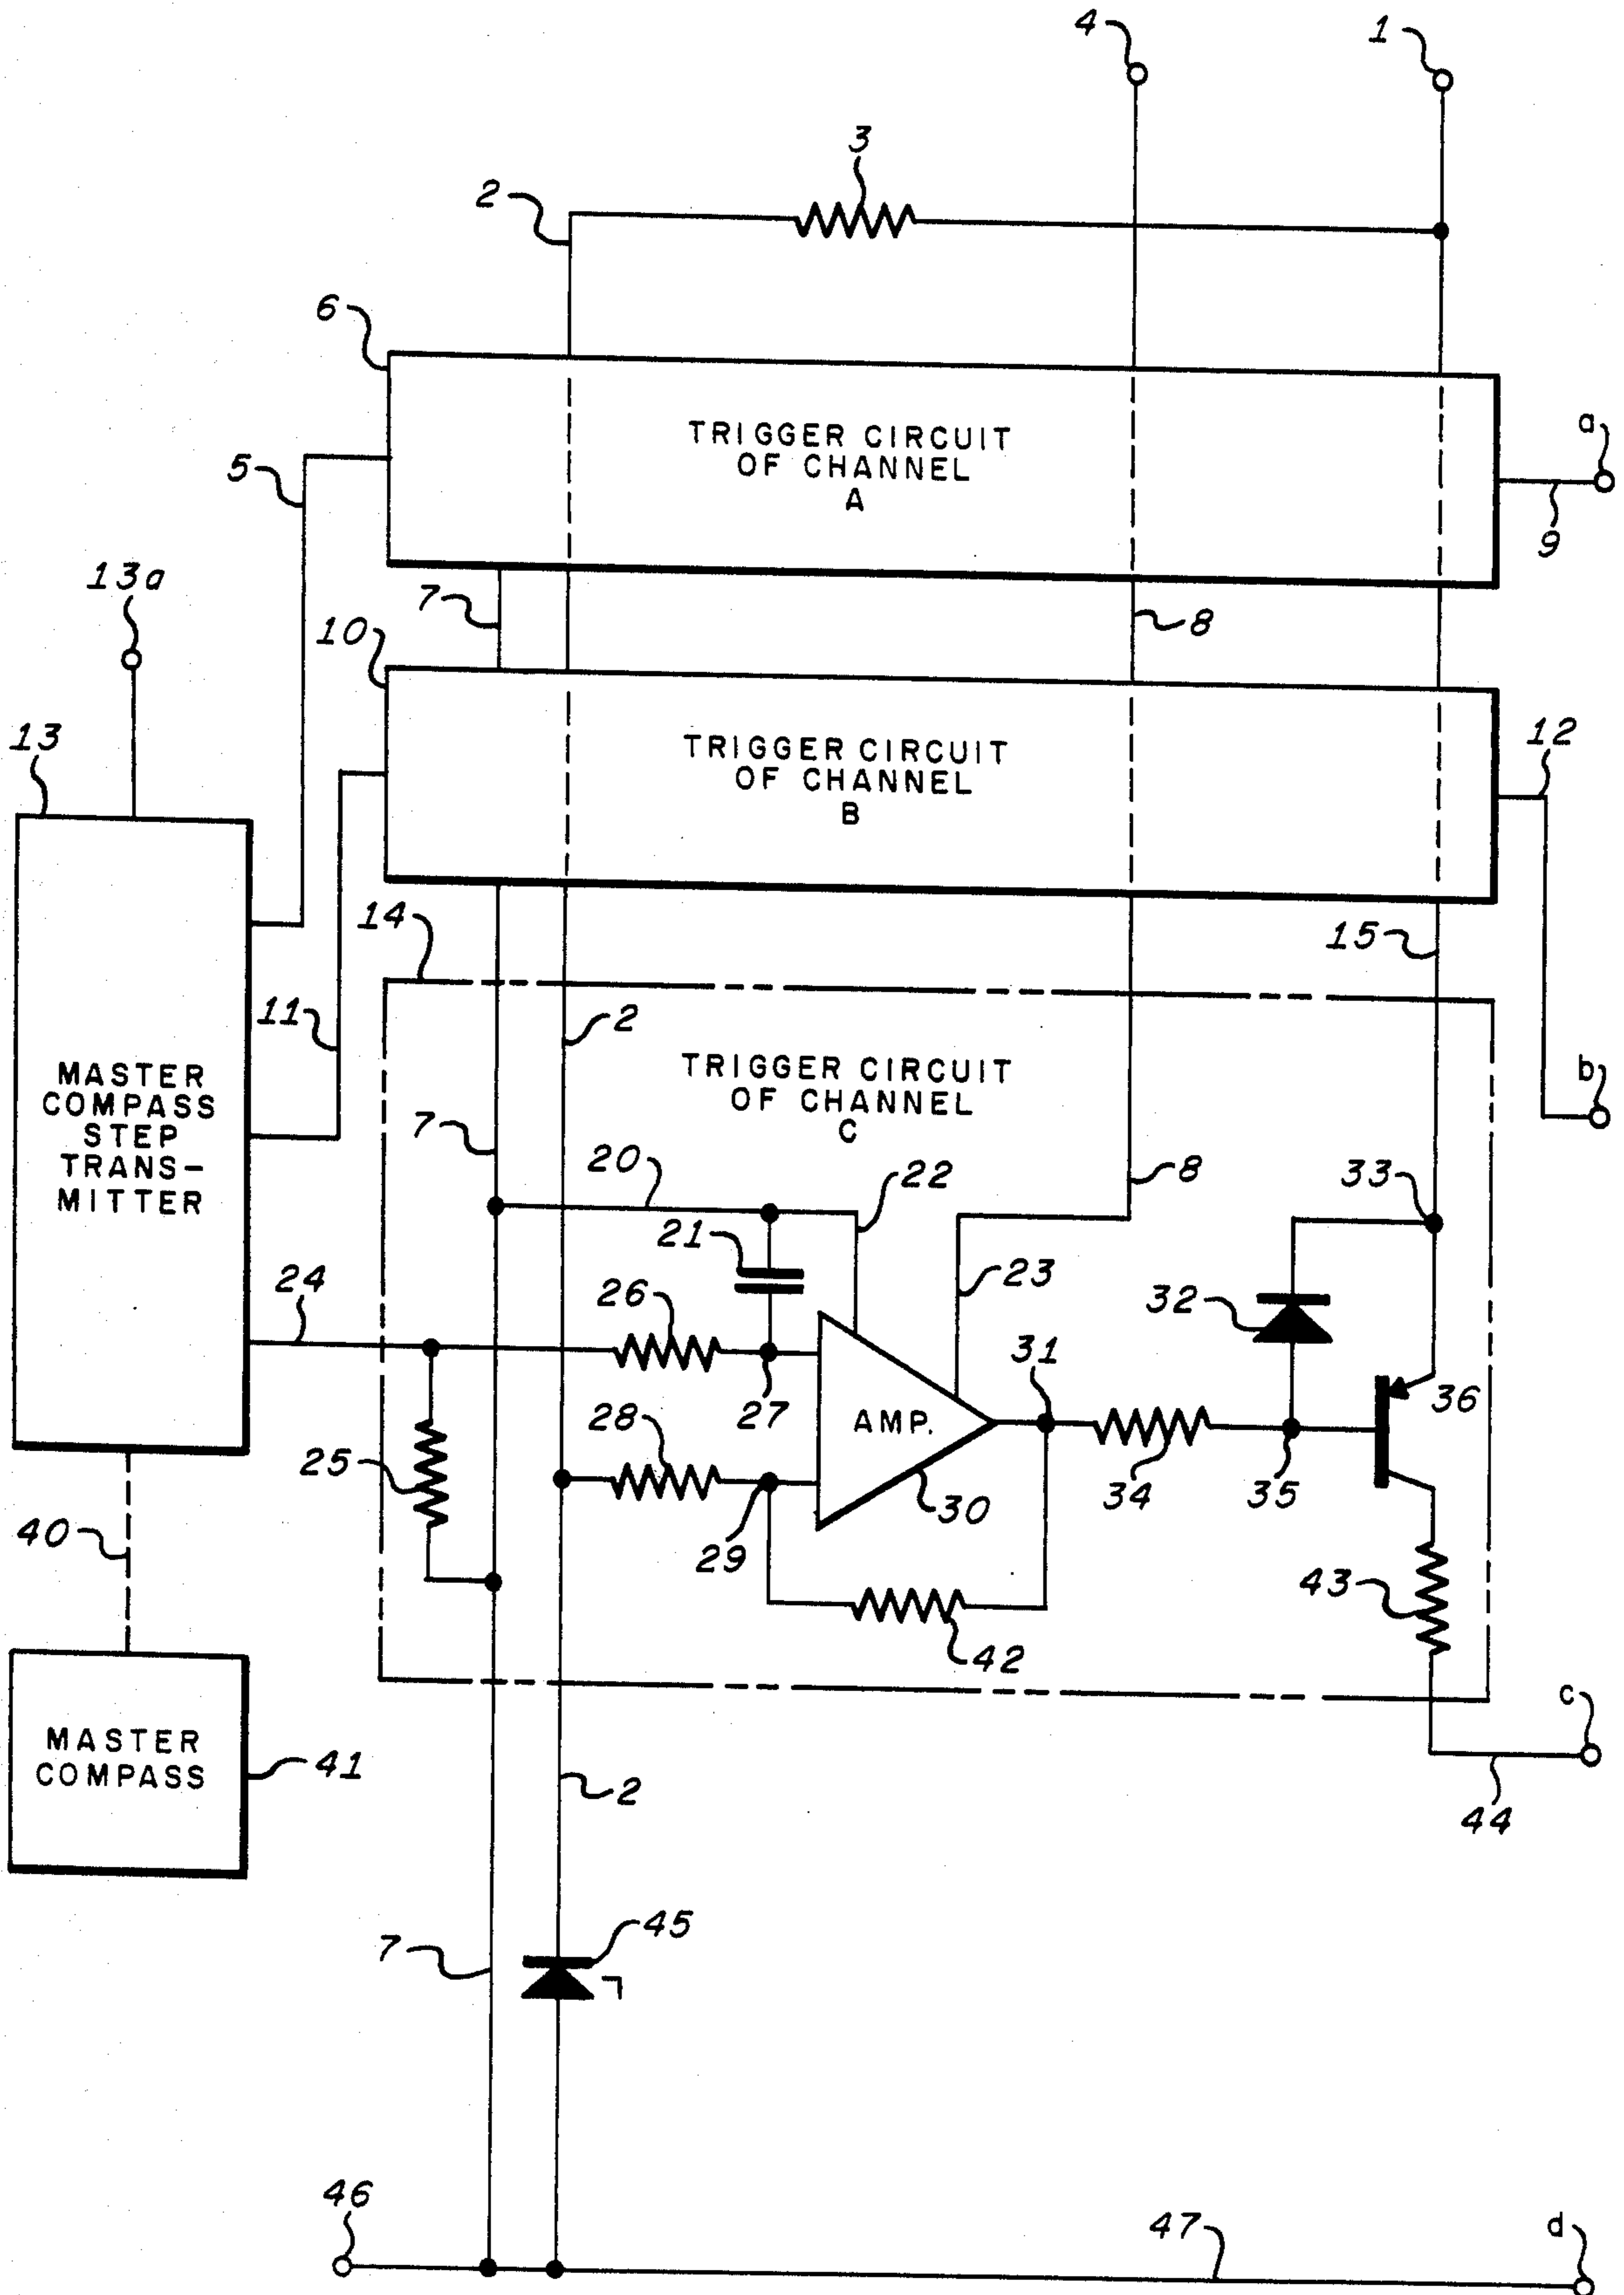 4
1
3
2
6
TRIGGER CIRCUIT
OF CHANNEL
A
a
5
9
13a
7
8
10
TRIGGER CIRCUIT
OF CHANNEL
B
12
13
14
15
11
2
b
MASTER
COMPASS
STEP
TRANS-
MITTER
TRIGGER CIRCUIT
OF CHANNEL
C
7
20
22
8
33
21
23
24
26
32
31
36
27
AMP.
28
25
34
35
30
40
29
43
42
c
MASTER
COMPASS
41
2
44
45
7
46
47
d